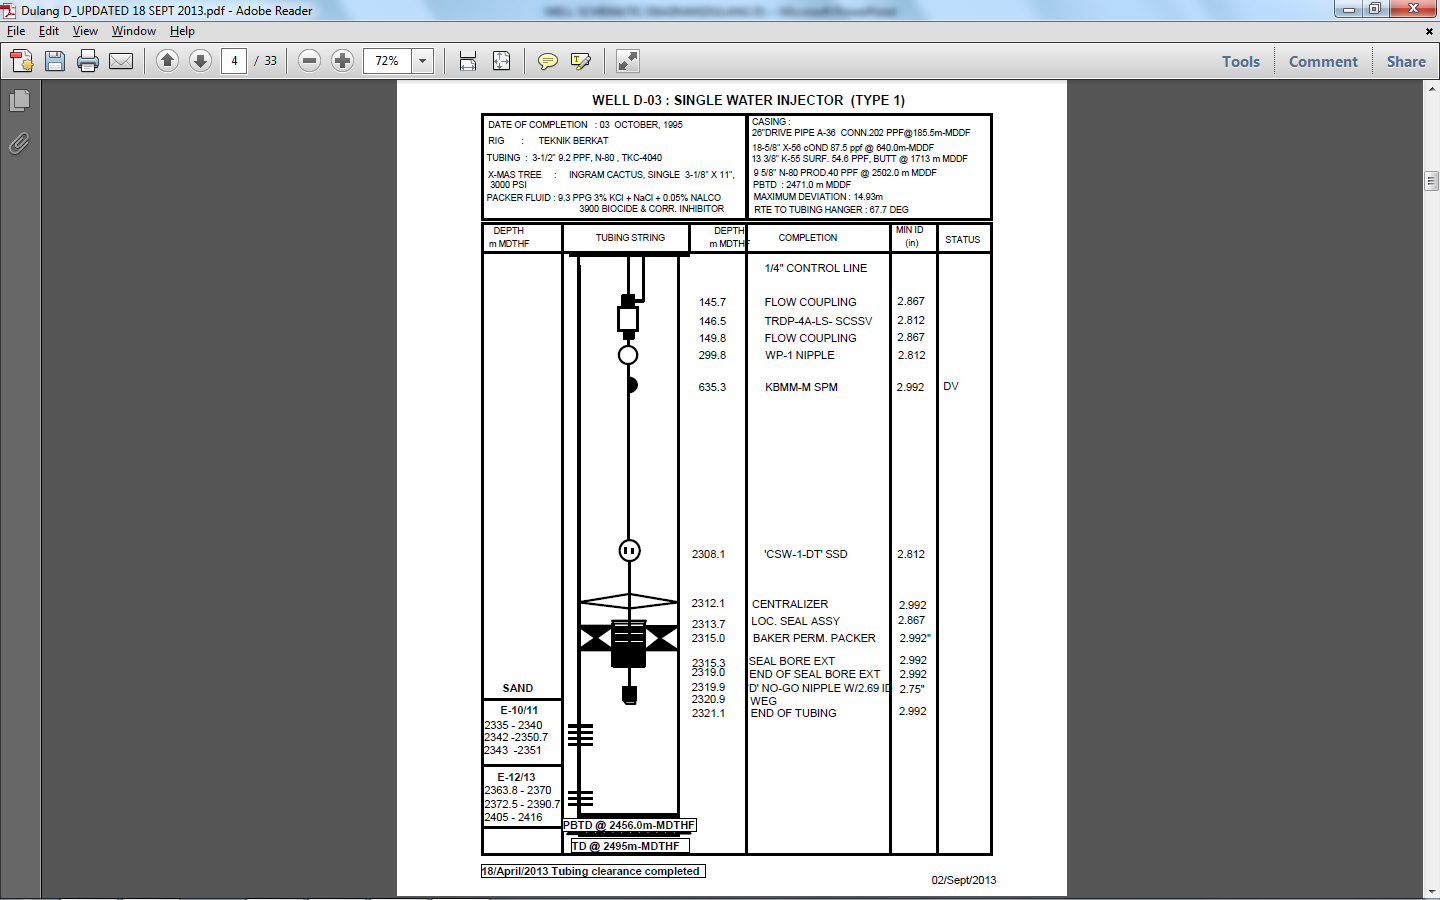 Dulang D_UPDATED 18 SEPT 2013.pdf - Adobe Reader
File Edit View Window Help
4 / 33 72% Tools Comment Share
WELL D-03 : SINGLE WATER INJECTOR (TYPE 1)
DATE OF COMPLETION : 03 OCTOBER, 1995
RIG : TEKNIK BERKAT
TUBING : 3-1/2" 9.2 PPF, N-80 , TKC-4040
X-MAS TREE : INGRAM CACTUS, SINGLE 3-1/8" X 11",
3000 PSI
PACKER FLUID : 9.3 PPG 3% KCl + NaCl + 0.05% NALCO
3900 BIOCIDE & CORR. INHIBITOR
CASING :
26"DRIVE PIPE A-36 CONN.202 PPF@185.5m-MDDF
18-5/8" X-56 cOND 87.5 ppf @ 640.0m-MDDF
13 3/8" K-55 SURF. 54.6 PPF, BUTT @ 1713 m MDDF
9 5/8" N-80 PROD.40 PPF @ 2502.0 m MDDF
PBTD : 2471.0 m MDDF
MAXIMUM DEVIATION : 14.93m
RTE TO TUBING HANGER : 67.7 DEG
DEPTH
m MDTHF
TUBING STRING
DEPTH
m MDTHF
COMPLETION
MIN ID
(in)
STATUS
1/4" CONTROL LINE
145.7 FLOW COUPLING 2.867
146.5 TRDP-4A-LS- SCSSV 2.812
149.8 FLOW COUPLING 2.867
299.8 WP-1 NIPPLE 2.812
635.3 KBMM-M SPM 2.992 DV
2308.1 'CSW-1-DT' SSD 2.812
2312.1 CENTRALIZER 2.992
2313.7 LOC. SEAL ASSY 2.867
2315.0 BAKER PERM. PACKER 2.992"
2315.3 SEAL BORE EXT 2.992
2319.0 END OF SEAL BORE EXT 2.992
2319.9 D' NO-GO NIPPLE W/2.69 ID 2.75"
2320.9 WEG
2321.1 END OF TUBING 2.992
SAND
E-10/11
2335 - 2340
2342 -2350.7
2343 -2351
E-12/13
2363.8 - 2370
2372.5 - 2390.7
2405 - 2416
PBTD @ 2456.0m-MDTHF
TD @ 2495m-MDTHF
18/April/2013 Tubing clearance completed
02/Sept/2013